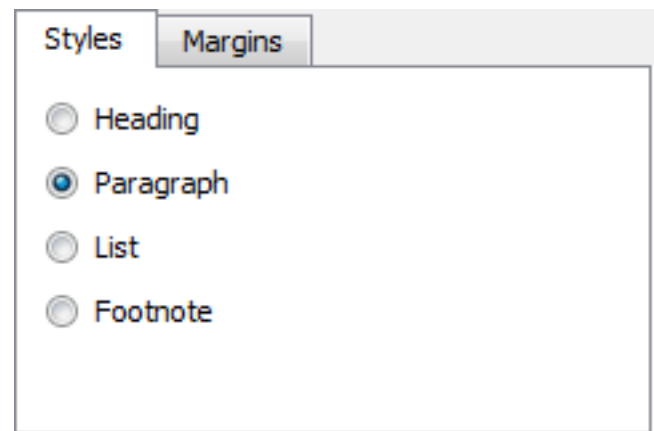 Styles Margins
Heading
Paragraph
List
Footnote